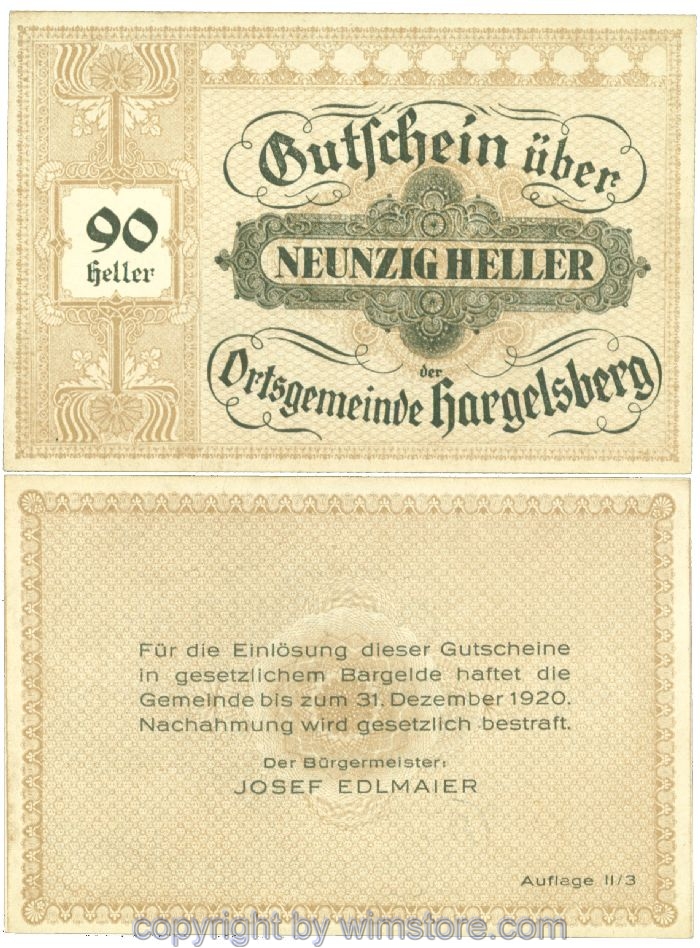 Gutschein über
90
Heller
NEUNZIG HELLER
der
Ortsgemeinde Hargelsberg
Für die Einlösung dieser Gutscheine
in gesetzlichem Bargelde haftet die
Gemeinde bis zum 31. Dezember 1920.
Nachahmung wird gesetzlich bestraft.
Der Bürgermeister:
JOSEF EDLMAIER
Auflage II/3
copyright by wimstore.com